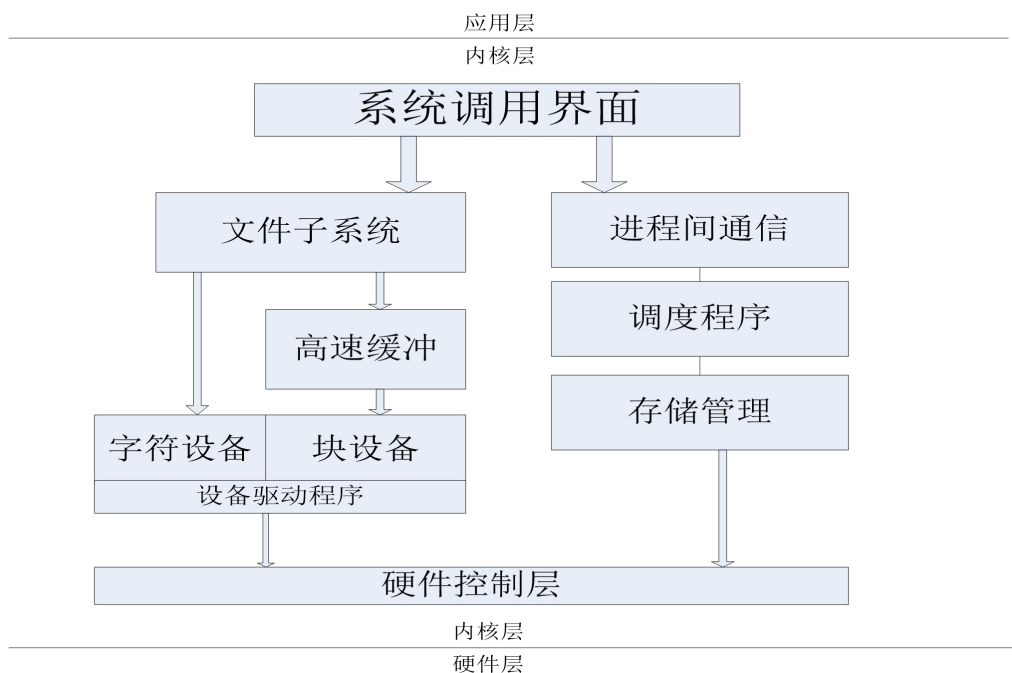 应用层
内核层
系统调用界面
文件子系统
进程间通信
调度程序
高速缓冲
存储管理
字符设备
块设备
设备驱动程序
硬件控制层
内核层
硬件层